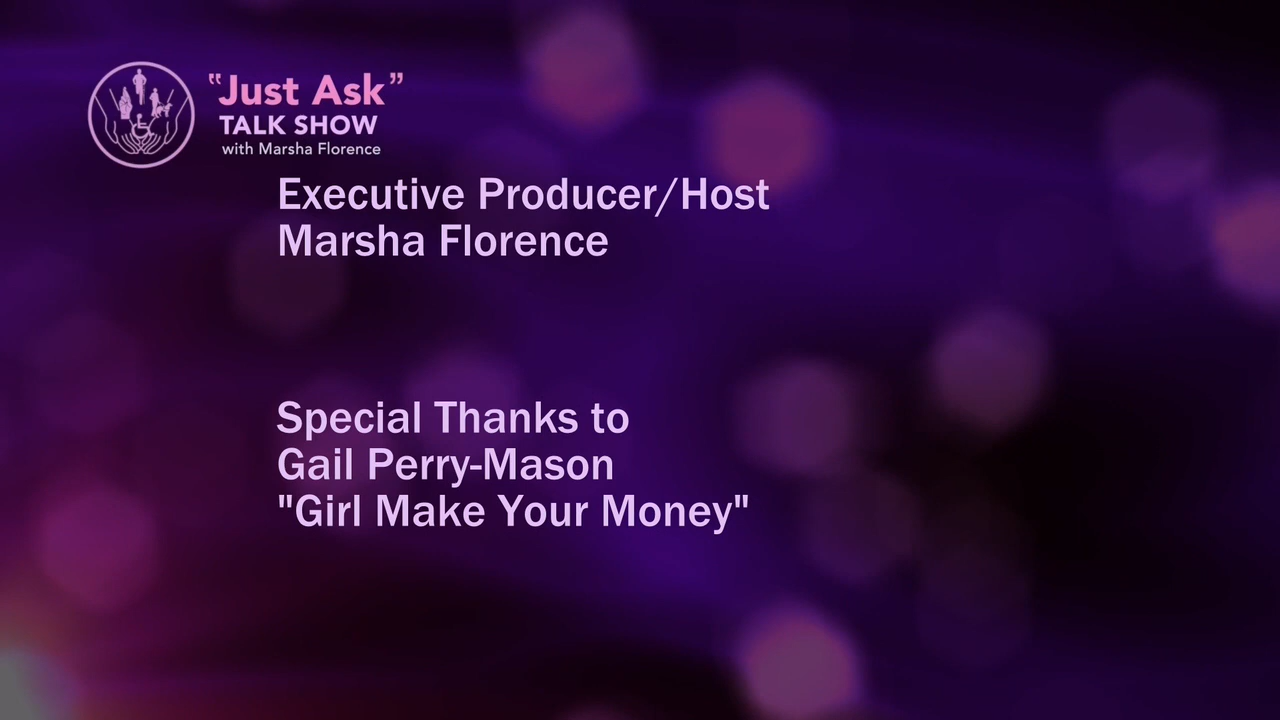 “Just Ask”
TALK SHOW
with Marsha Florence
Executive Producer/Host
Marsha Florence
Special Thanks to
Gail Perry-Mason
"Girl Make Your Money"